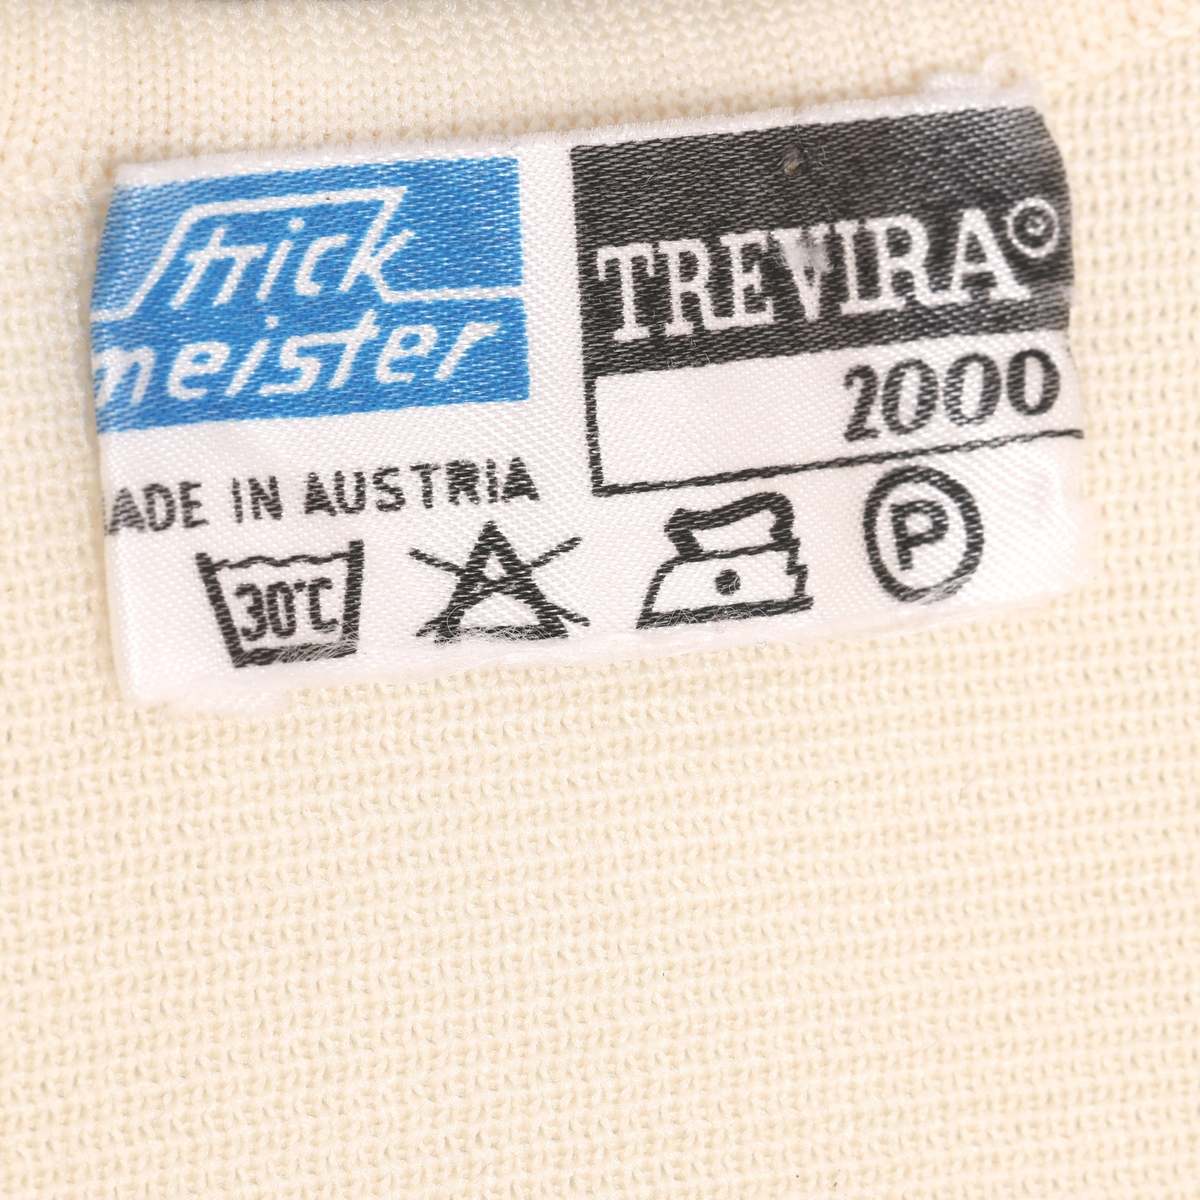 Strick
meister
TREVIRA®
2000
ADE IN AUSTRIA
30°C
P